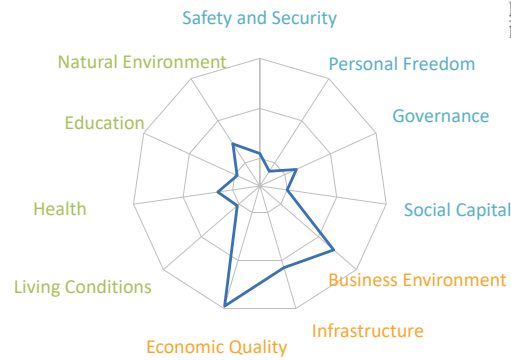 Safety and Security
Natural Environment
Personal Freedom
Education
Governance
Health
Social Capital
Living Conditions
Business Environment
Infrastructure
Economic Quality